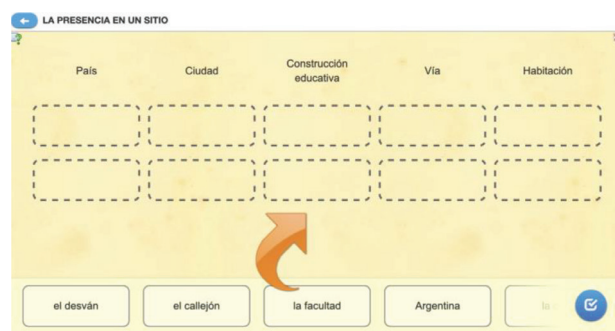 LA PRESENCIA EN UN SITIO
País
Ciudad
Construcción
educativa
Vía
Habitación
el desván
el callejón
la facultad
Argentina